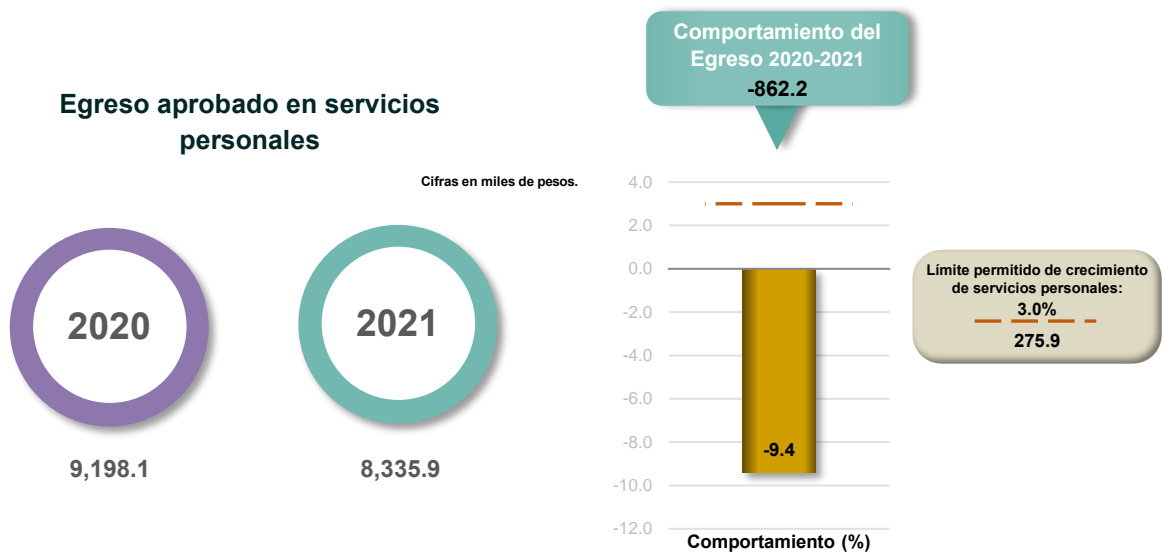 Comportamiento del
Egreso 2020-2021
-862.2
Egreso aprobado en servicios
personales
Cifras en miles de pesos.
2020
9,198.1
2021
8,335.9
4.0
2.0
0.0
-2.0
-4.0
-6.0
-8.0
-10.0
-12.0
-9.4
Comportamiento (%)
Límite permitido de crecimiento
de servicios personales:
3.0%
275.9